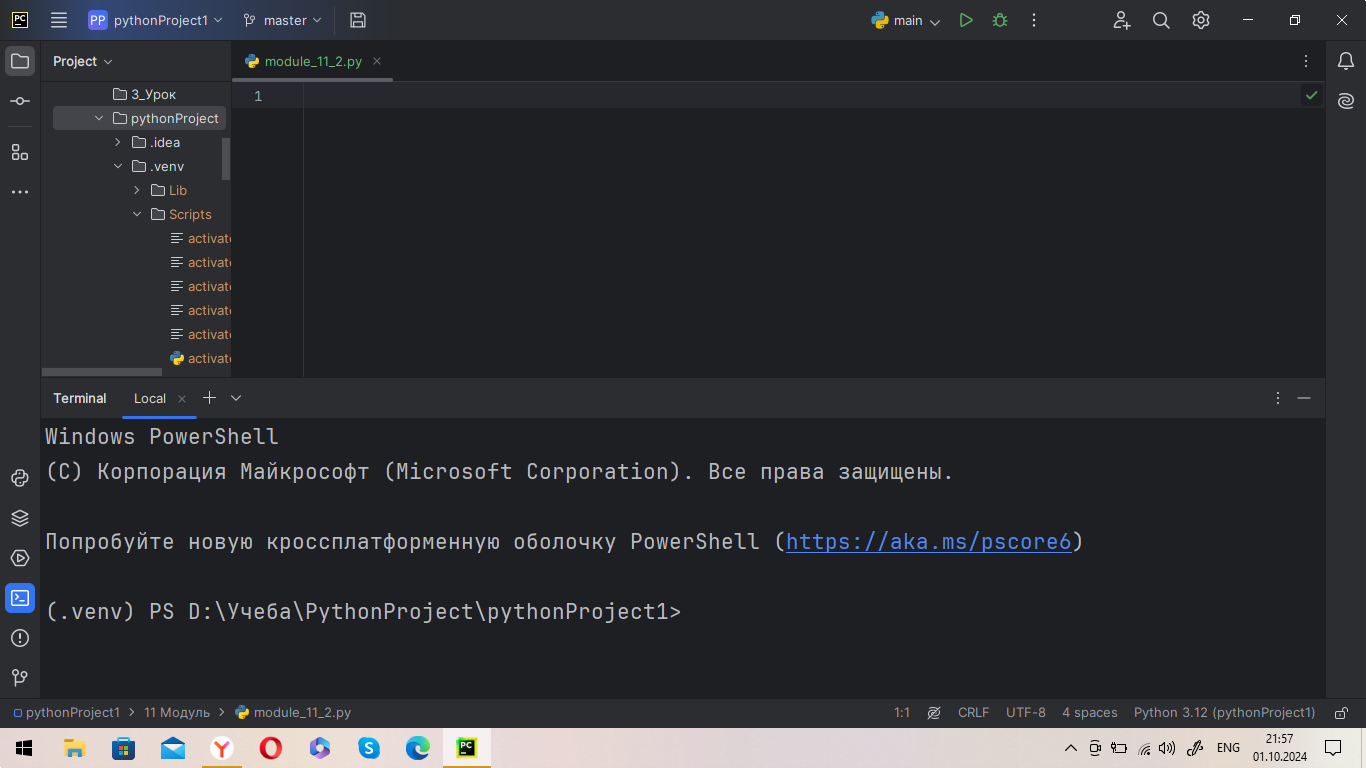 PC PP pythonProject1 master main
Project module_11_2.py
3_Урок
1
pythonProject
.idea
.venv
Lib
Scripts
activate
activate
activate
activate
activate
activate
Terminal Local
Windows PowerShell
(C) Корпорация Майкрософт (Microsoft Corporation). Все права защищены.
Попробуйте новую кроссплатформенную оболочку PowerShell (https://aka.ms/pscore6)
(.venv) PS D:\Учеба\PythonProject\pythonProject1>
pythonProject1 > 11 Модуль > module_11_2.py 1:1 CRLF UTF-8 4 spaces Python 3.12 (pythonProject1)
PC ENG 21:57
01.10.2024